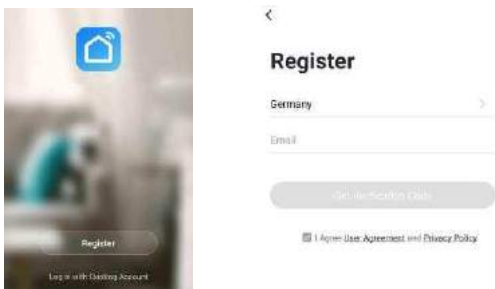 Register
Log in with Existing Account
Register
Germany
Email
Get Verification Code
I Agree User Agreement and Privacy Policy